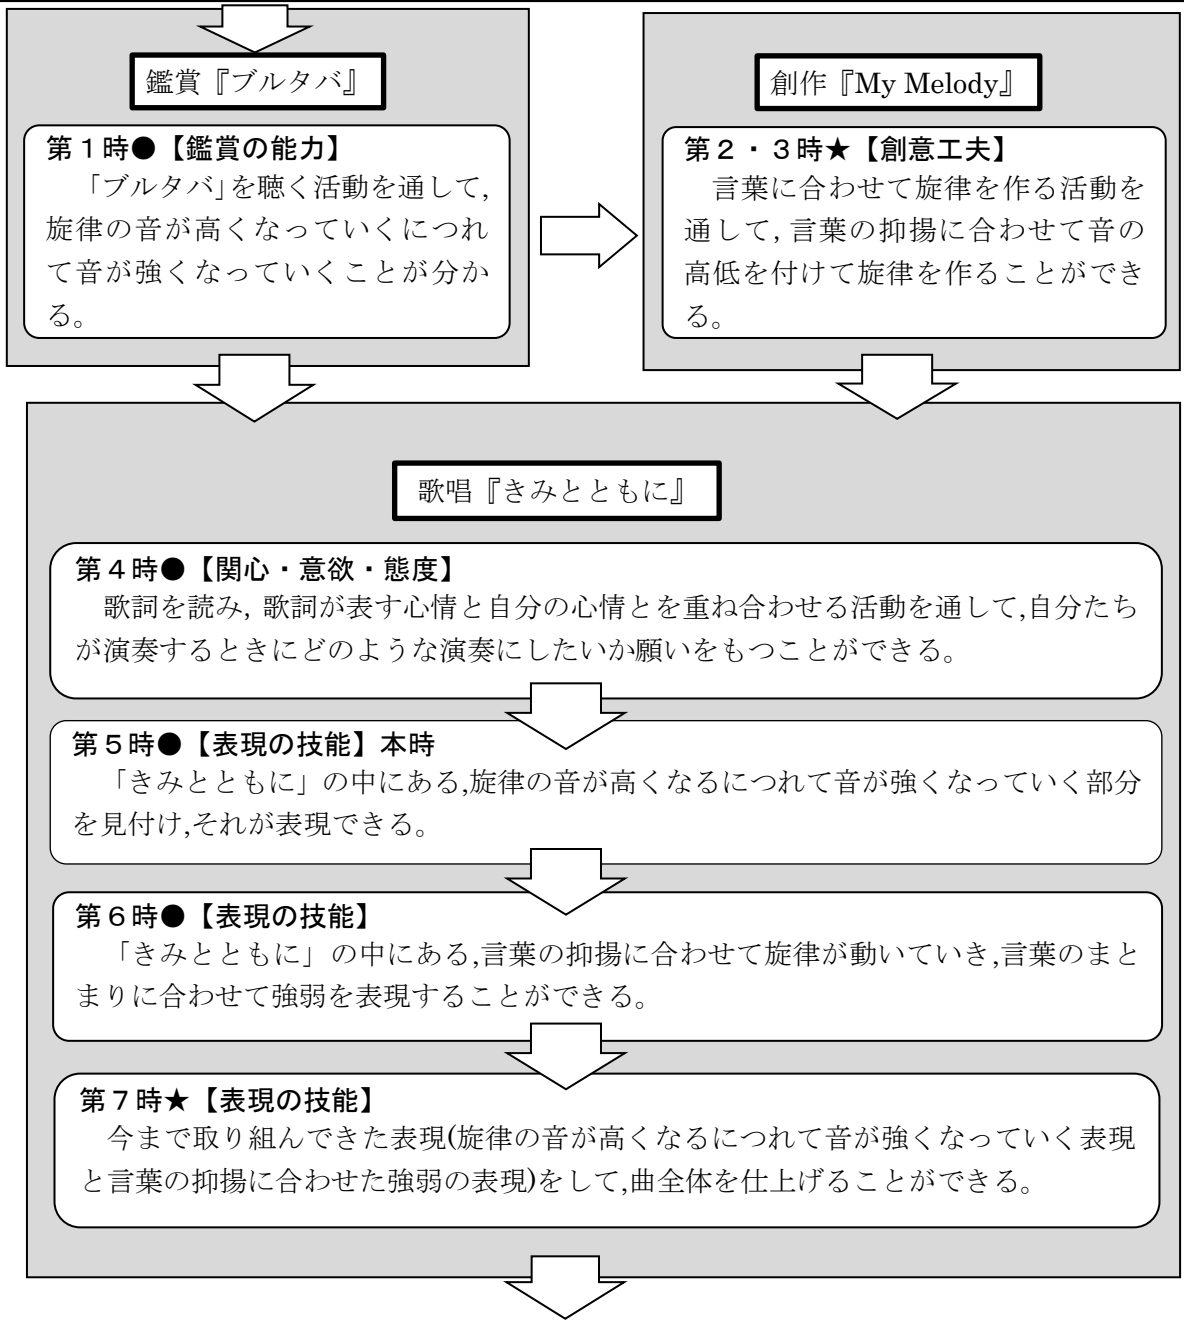 鑑賞『ブルタバ』
第1時●【鑑賞の能力】
「ブルタバ」を聴く活動を通して,
旋律の音が高くなっていくにつれ
て音が強くなっていくことが分か
る。
創作『My Melody』
第2・3時★【創意工夫】
言葉に合わせて旋律を作る活動を
通して,言葉の抑揚に合わせて音の
高低を付けて旋律を作ることができ
る。
歌唱『きみとともに』
第4時●【関心・意欲・態度】
歌詞を読み,歌詞が表す心情と自分の心情とを重ね合わせる活動を通して,自分たち
が演奏するときにどのような演奏にしたいか願いをもつことができる。
第5時●【表現の技能】本時
「きみとともに」の中にある,旋律の音が高くなるにつれて音が強くなっていく部分
を見付け,それが表現できる。
第6時●【表現の技能】
「きみとともに」の中にある,言葉の抑揚に合わせて旋律が動いていき,言葉のまと
まりに合わせて強弱を表現することができる。
第7時★【表現の技能】
今まで取り組んできた表現(旋律の音が高くなるにつれて音が強くなっていく表現
と言葉の抑揚に合わせた強弱の表現)をして,曲全体を仕上げることができる。